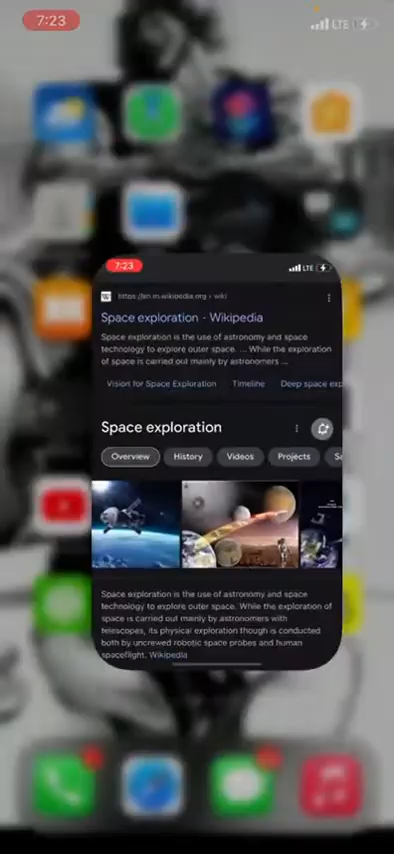 7:23
LTE
7:23
LTE
https://en.m.wikipedia.org › wiki
Space exploration - Wikipedia
Space exploration is the use of astronomy and space
technology to explore outer space. ... While the exploration
of space is carried out mainly by astronomers ...
Vision for Space Exploration Timeline Deep space exp
Space exploration
Overview History Videos Projects
Space exploration is the use of astronomy and space
technology to explore outer space. While the exploration of
space is carried out mainly by astronomers with
telescopes, its physical exploration though is conducted
both by uncrewed robotic space probes and human
spaceflight. Wikipedia